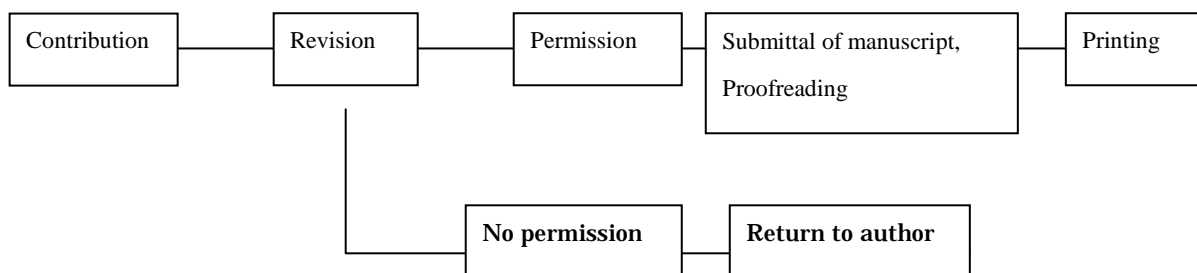 Contribution
Revision
Permission
Submittal of manuscript,
Proofreading
Printing
No permission
Return to author